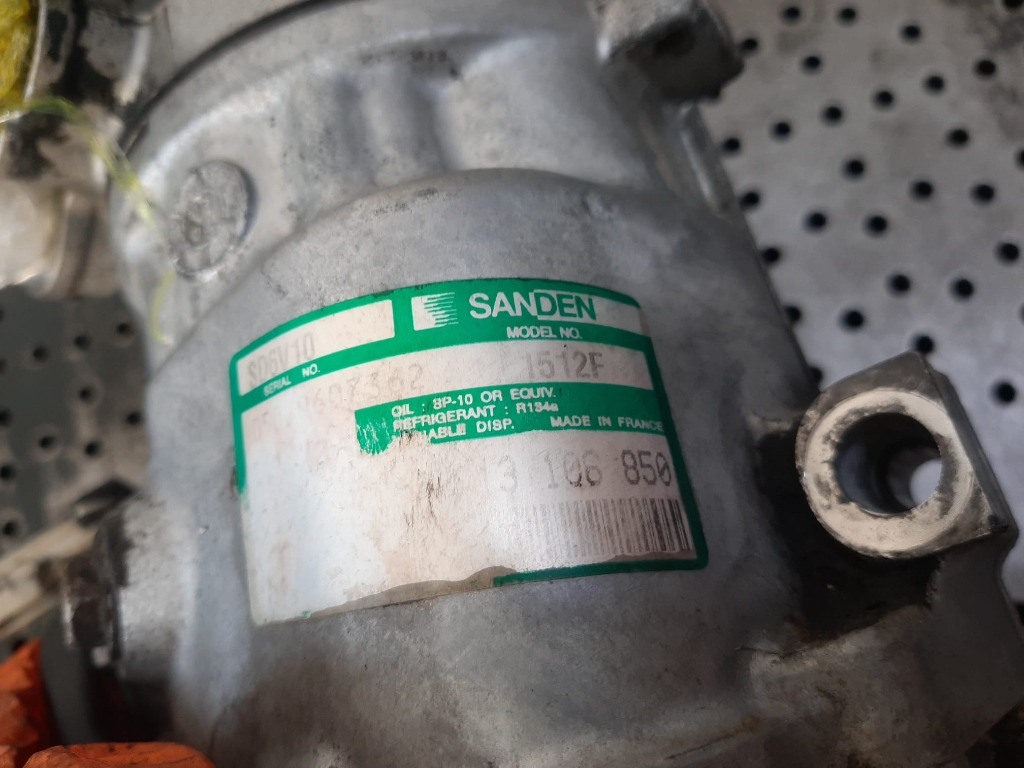 SANDEN
MODEL NO.
SD6V10
SERIAL NO.
1512F
OIL : SP-10 OR EQUIV.
REFRIGERANT : R134a
DISP. MADE IN FRANCE
3 106 850